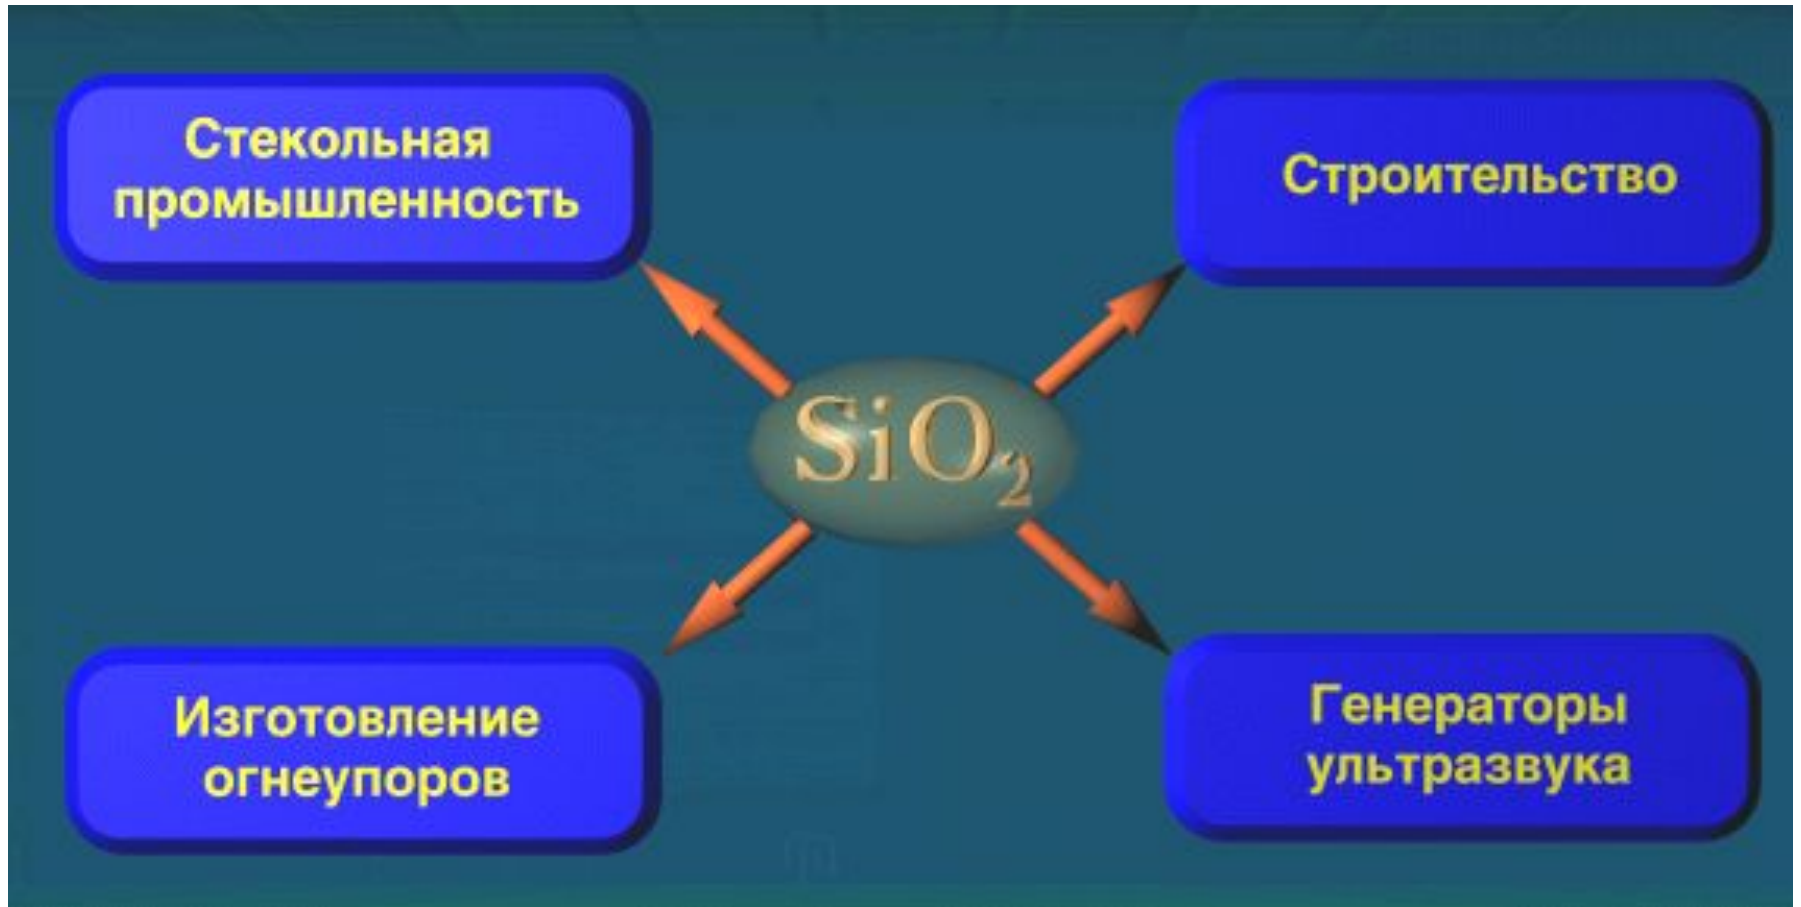 Стекольная
промышленность
Строительство
SiO₂
Изготовление
огнеупоров
Генераторы
ультразвука